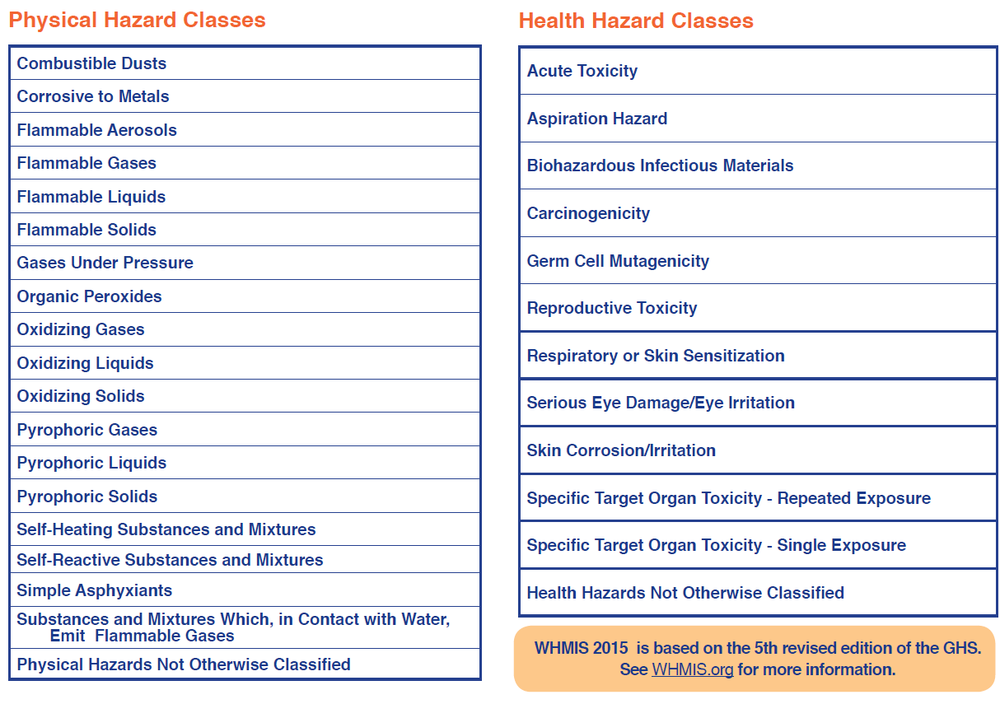 Physical Hazard Classes
Combustible Dusts
Corrosive to Metals
Flammable Aerosols
Flammable Gases
Flammable Liquids
Flammable Solids
Gases Under Pressure
Organic Peroxides
Oxidizing Gases
Oxidizing Liquids
Oxidizing Solids
Pyrophoric Gases
Pyrophoric Liquids
Pyrophoric Solids
Self-Heating Substances and Mixtures
Self-Reactive Substances and Mixtures
Simple Asphyxiants
Substances and Mixtures Which, in Contact with Water,
Emit Flammable Gases
Physical Hazards Not Otherwise Classified
Health Hazard Classes
Acute Toxicity
Aspiration Hazard
Biohazardous Infectious Materials
Carcinogenicity
Germ Cell Mutagenicity
Reproductive Toxicity
Respiratory or Skin Sensitization
Serious Eye Damage/Eye Irritation
Skin Corrosion/Irritation
Specific Target Organ Toxicity - Repeated Exposure
Specific Target Organ Toxicity - Single Exposure
Health Hazards Not Otherwise Classified
WHMIS 2015 is based on the 5th revised edition of the GHS.
See WHMIS.org for more information.